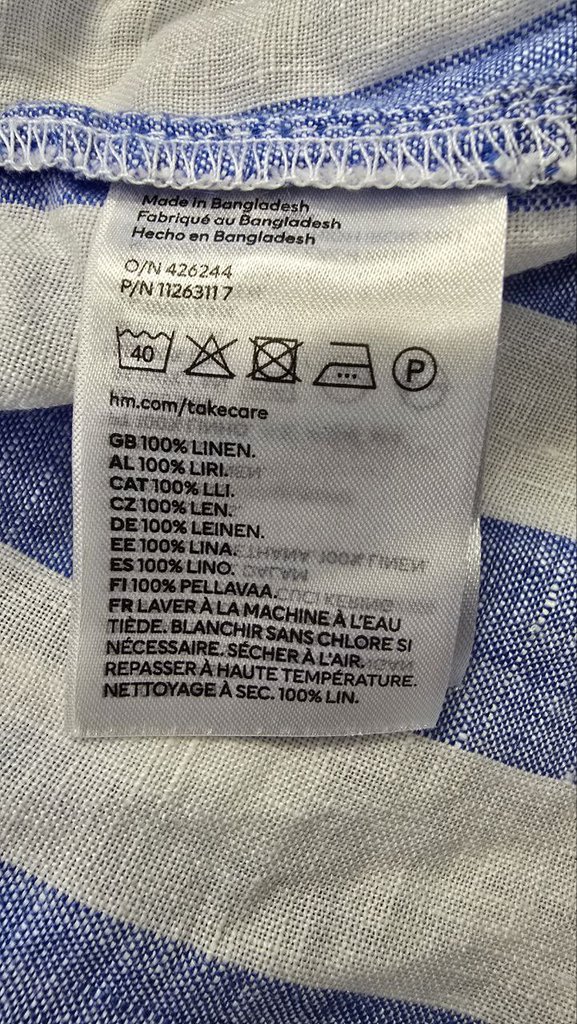 Made in Bangladesh
Fabriqué au Bangladesh
Hecho en Bangladesh
O/N 426244
P/N 1126311 7
40
P
hm.com/takecare
GB 100% LINEN.
AL 100% LIRI.
CAT 100% LLI.
CZ 100% LEN.
DE 100% LEINEN.
EE 100% LINA.
ES 100% LINO.
FI 100% PELLAVAA.
FR LAVER À LA MACHINE À L'EAU
TIÈDE. BLANCHIR SANS CHLORE SI
NÉCESSAIRE. SÉCHER À L'AIR.
REPASSER À HAUTE TEMPÉRATURE.
NETTOYAGE À SEC. 100% LIN.